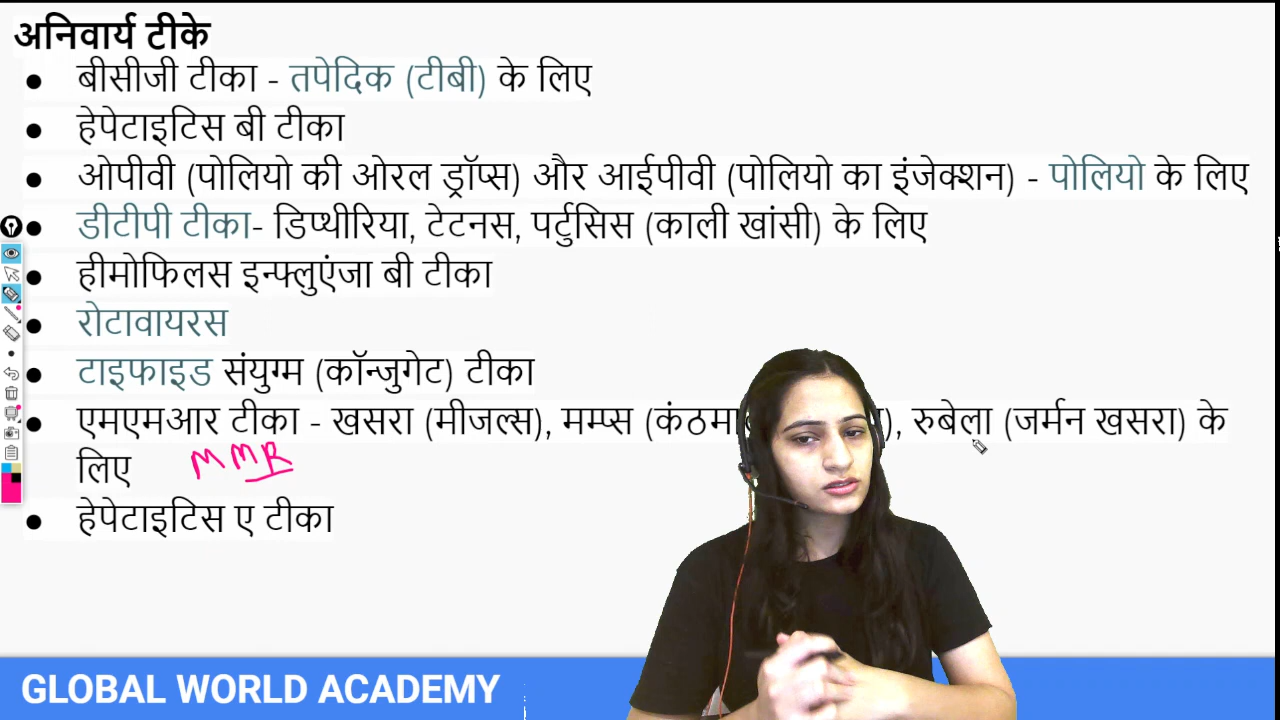 अनिवार्य टीके
● बीसीजी टीका - तपेदिक (टीबी) के लिए
● हेपेटाइटिस बी टीका
● ओपीवी (पोलियो की ओरल ड्रॉप्स) और आईपीवी (पोलियो का इंजेक्शन) - पोलियो के लिए
● डीटीपी टीका- डिप्थीरिया, टेटनस, पर्टुसिस (काली खांसी) के लिए
● हीमोफिलस इन्फ्लुएंजा बी टीका
● रोटावायरस
● टाइफाइड संयुग्म (कॉन्जुगेट) टीका
● एमएमआर टीका - खसरा (मीजल्स), मम्प्स रुबेला (जर्मन खसरा) के
लिए MMR
● हेपेटाइटिस ए टीका
GLOBAL WORLD ACADEMY